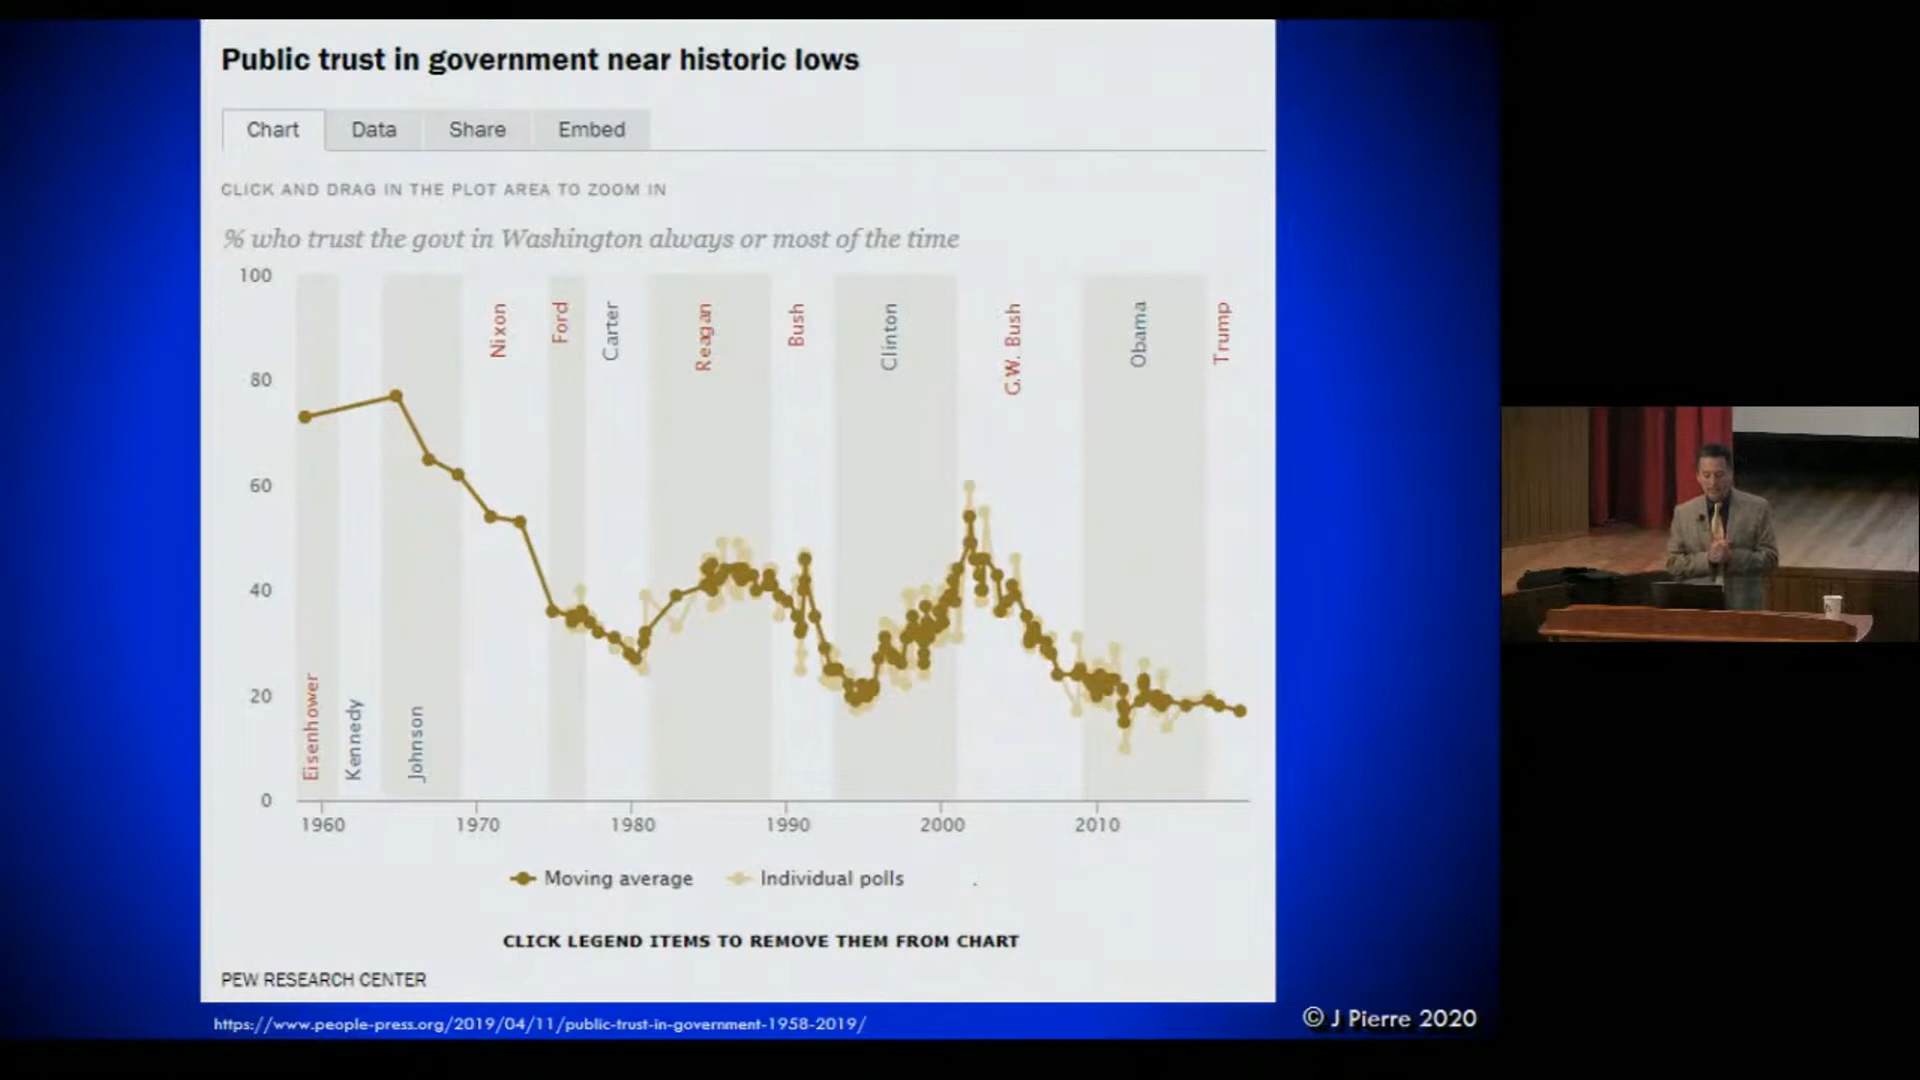 Public trust in government near historic lows
Chart Data Share Embed
CLICK AND DRAG IN THE PLOT AREA TO ZOOM IN
% who trust the govt in Washington always or most of the time
100
80
60
40
20
0
Eisenhower
Kennedy
Johnson
Nixon
Ford
Carter
Reagan
Bush
Clinton
G.W. Bush
Obama
Trump
1960 1970 1980 1990 2000 2010
Moving average Individual polls
CLICK LEGEND ITEMS TO REMOVE THEM FROM CHART
PEW RESEARCH CENTER
https://www.people-press.org/2019/04/11/public-trust-in-government-1958-2019/
© J Pierre 2020